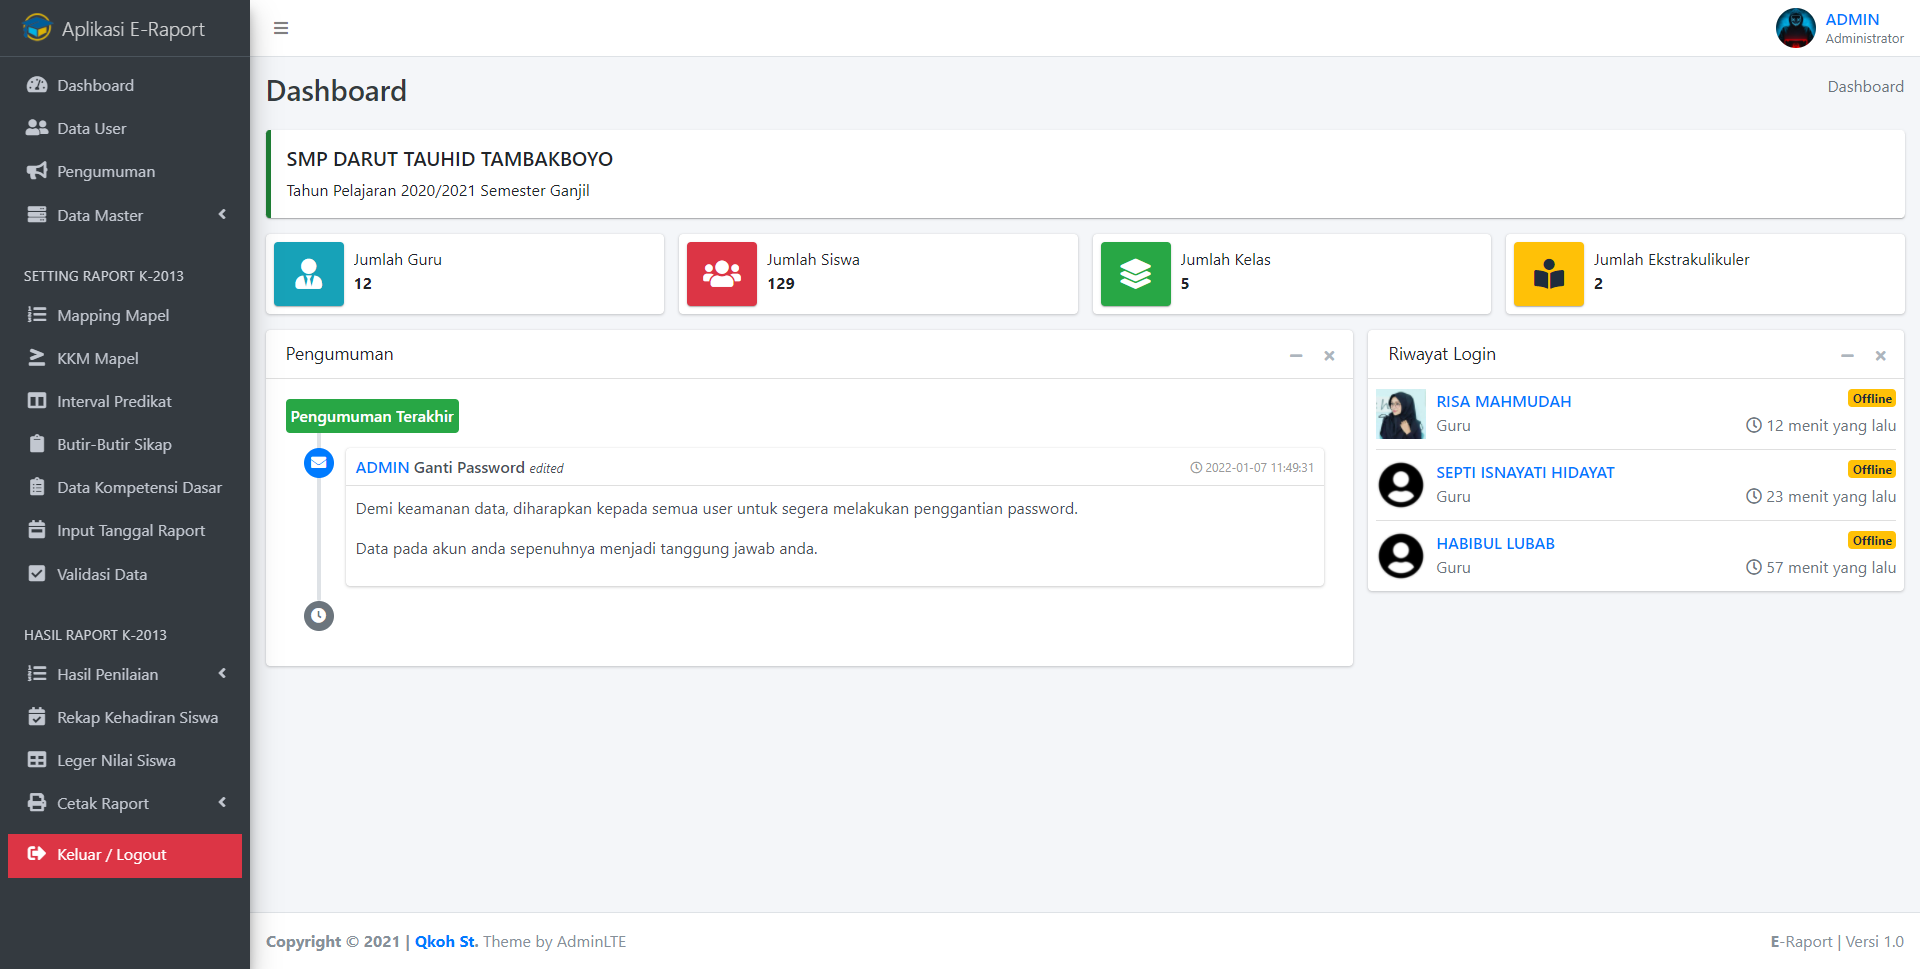 Aplikasi E-Raport
ADMIN
Administrator
Dashboard
Data User
Pengumuman
Data Master
SETTING RAPORT K-2013
Mapping Mapel
KKM Mapel
Interval Predikat
Butir-Butir Sikap
Data Kompetensi Dasar
Input Tanggal Raport
Validasi Data
HASIL RAPORT K-2013
Hasil Penilaian
Rekap Kehadiran Siswa
Leger Nilai Siswa
Cetak Raport
Keluar / Logout
Dashboard
Dashboard
SMP DARUT TAUHID TAMBAKBOYO
Tahun Pelajaran 2020/2021 Semester Ganjil
Jumlah Guru
12
Jumlah Siswa
129
Jumlah Kelas
5
Jumlah Ekstrakulikuler
2
Pengumuman
Pengumuman Terakhir
ADMIN Ganti Password edited
2022-01-07 11:49:31
Demi keamanan data, diharapkan kepada semua user untuk segera melakukan penggantian password.
Data pada akun anda sepenuhnya menjadi tanggung jawab anda.
Riwayat Login
RISA MAHMUDAH
Offline
Guru
12 menit yang lalu
SEPTI ISNAYATI HIDAYAT
Offline
Guru
23 menit yang lalu
HABIBUL LUBAB
Offline
Guru
57 menit yang lalu
Copyright © 2021 | Qkoh St. Theme by AdminLTE
E-Raport | Versi 1.0